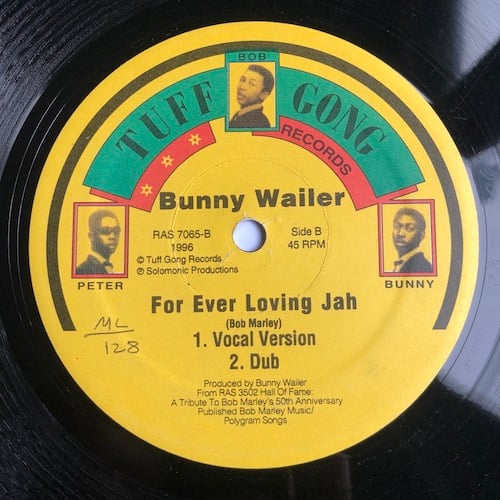 BOB
TUFF GONG
RECORDS
Bunny Wailer
RAS 7065-B
1996
© Tuff Gong Records
℗ Solomonic Productions
Side B
45 RPM
PETER
BUNNY
For Ever Loving Jah
(Bob Marley)
1. Vocal Version
2. Dub
ML
128
Produced by Bunny Wailer
From RAS 3502 Hall Of Fame:
A Tribute To Bob Marley's 50th Anniversary
Published Bob Marley Music/
Polygram Songs